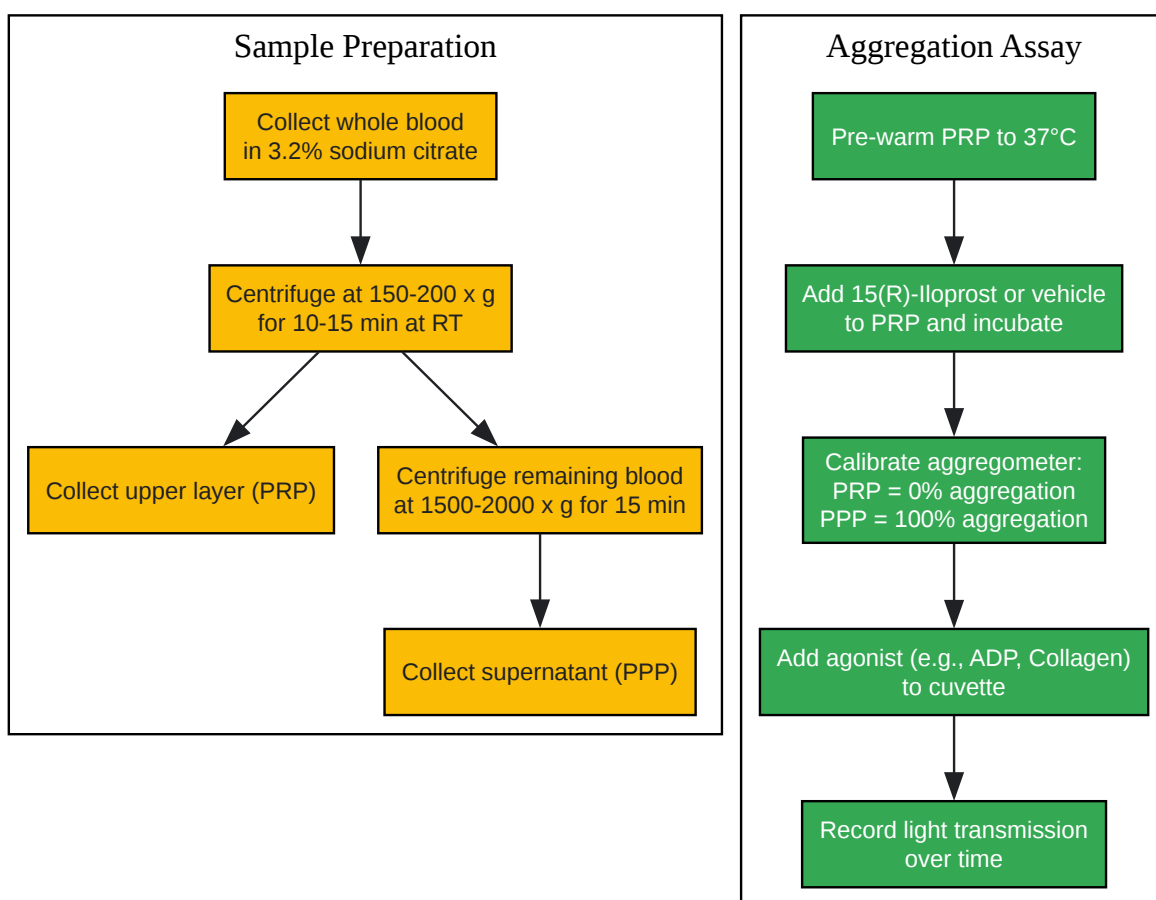 Sample Preparation
Collect whole blood
in 3.2% sodium citrate
Centrifuge at 150-200 x g
for 10-15 min at RT
Collect upper layer (PRP)
Centrifuge remaining blood
at 1500-2000 x g for 15 min
Collect supernatant (PPP)
Aggregation Assay
Pre-warm PRP to 37°C
Add 15(R)-Iloprost or vehicle
to PRP and incubate
Calibrate aggregometer:
PRP = 0% aggregation
PPP = 100% aggregation
Add agonist (e.g., ADP, Collagen)
to cuvette
Record light transmission
over time